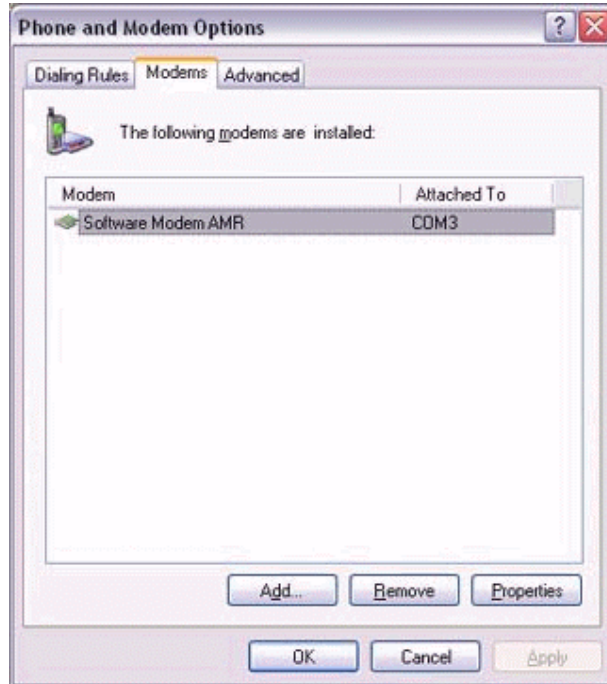 Phone and Modem Options
Dialing Rules Modems Advanced
The following modems are installed:
Modem Attached To
Software Modem AMR COM3
Add... Remove Properties
OK Cancel Apply